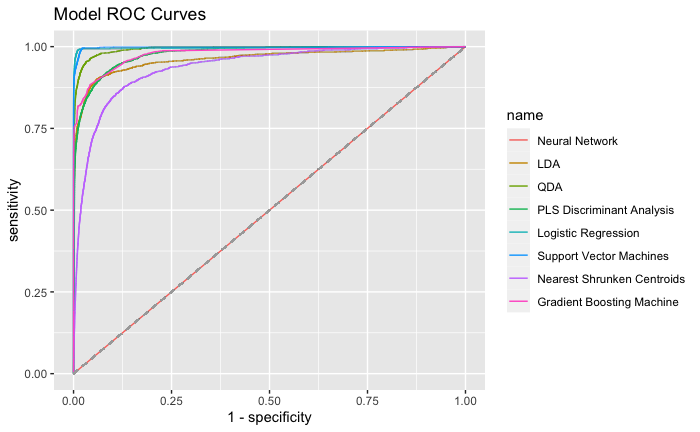 Model ROC Curves
1.00
0.75
0.50
0.25
0.00
sensitivity
0.00 0.25 0.50 0.75 1.00
1 - specificity
name
Neural Network
LDA
QDA
PLS Discriminant Analysis
Logistic Regression
Support Vector Machines
Nearest Shrunken Centroids
Gradient Boosting Machine